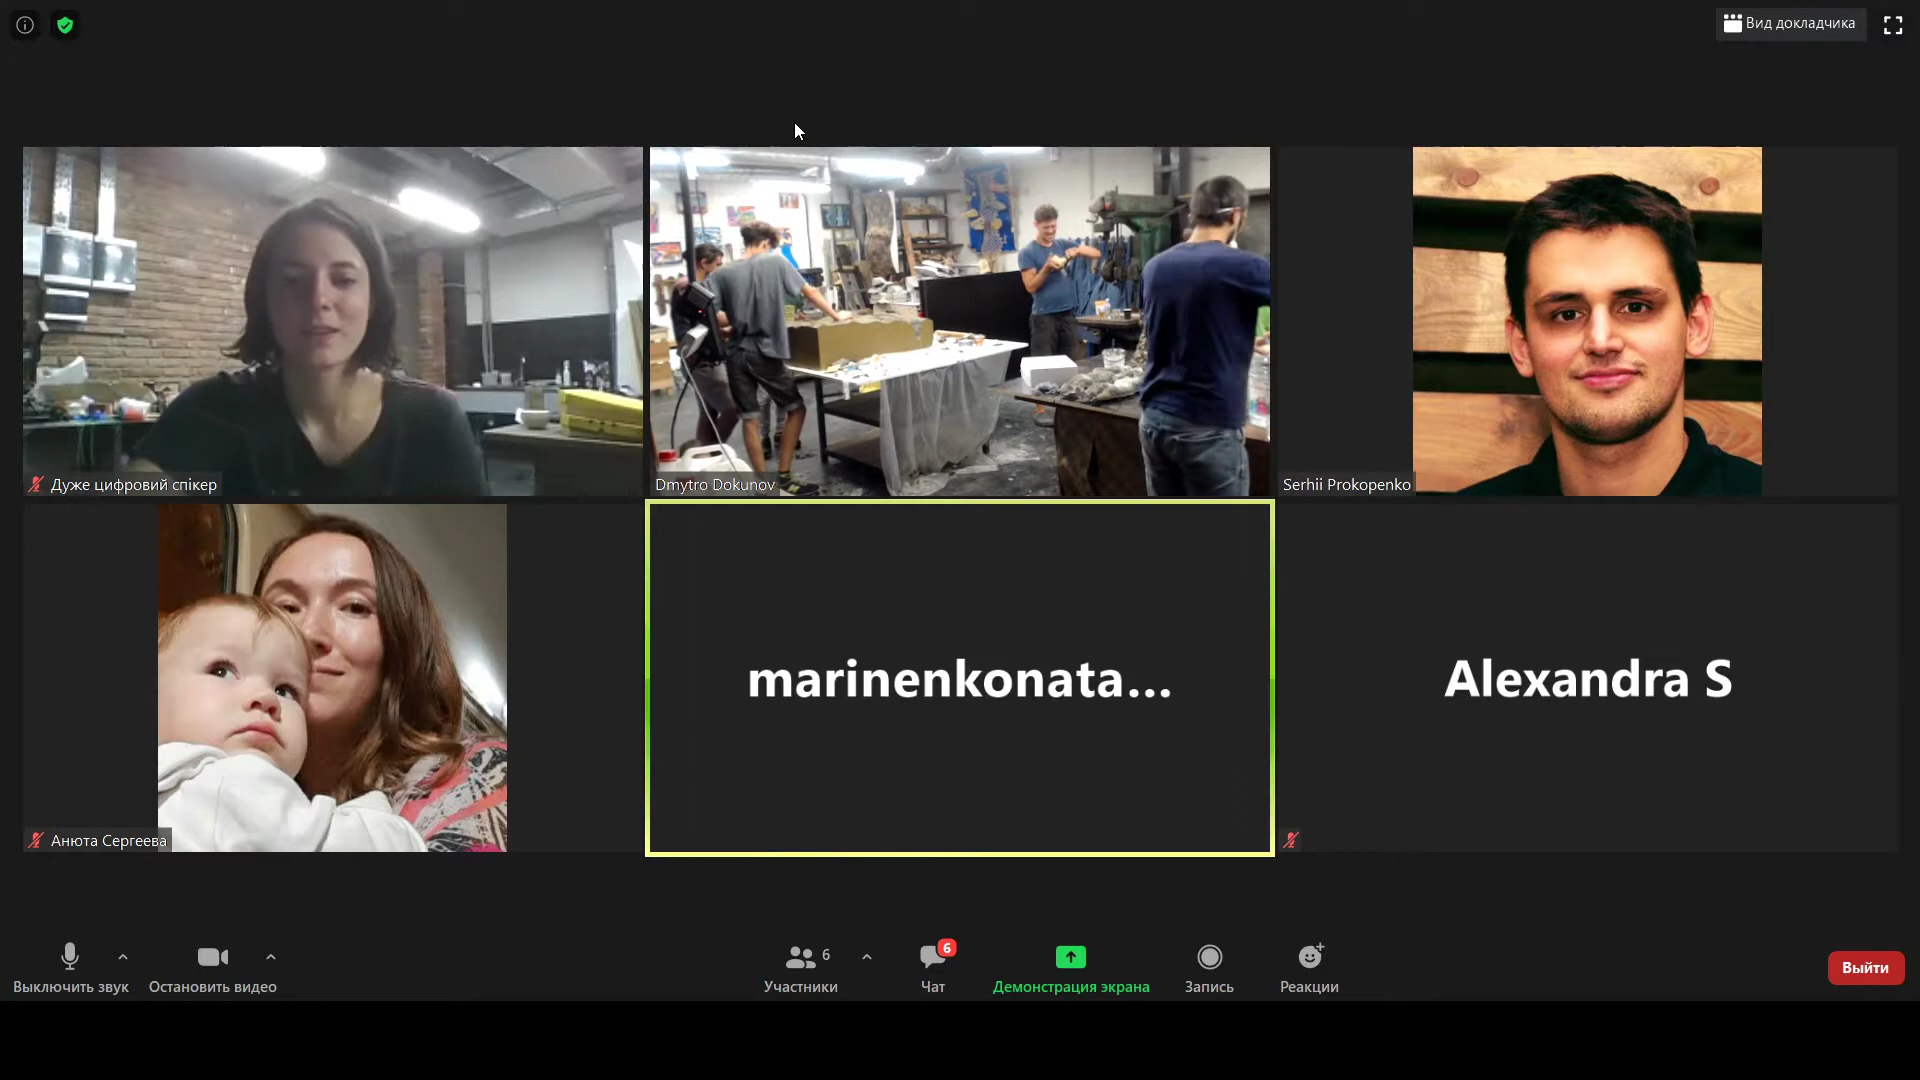 Вид докладчика
Дуже цифровий спікер
Dmytro Dokunov
Serhii Prokopenko
Анюта Сергеева
marinenkonata...
Alexandra S
Выключить звук
Остановить видео
6
Участники
6
Чат
Демонстрация экрана
Запись
Реакции
Выйти